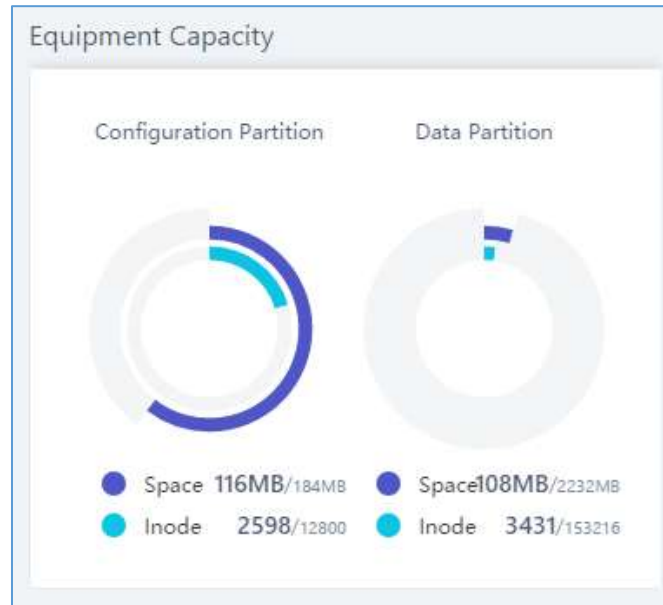 Equipment Capacity
Configuration Partition
Data Partition
Space 116MB/184MB
Inode 2598/12800
Space108MB/2232MB
Inode 3431/153216